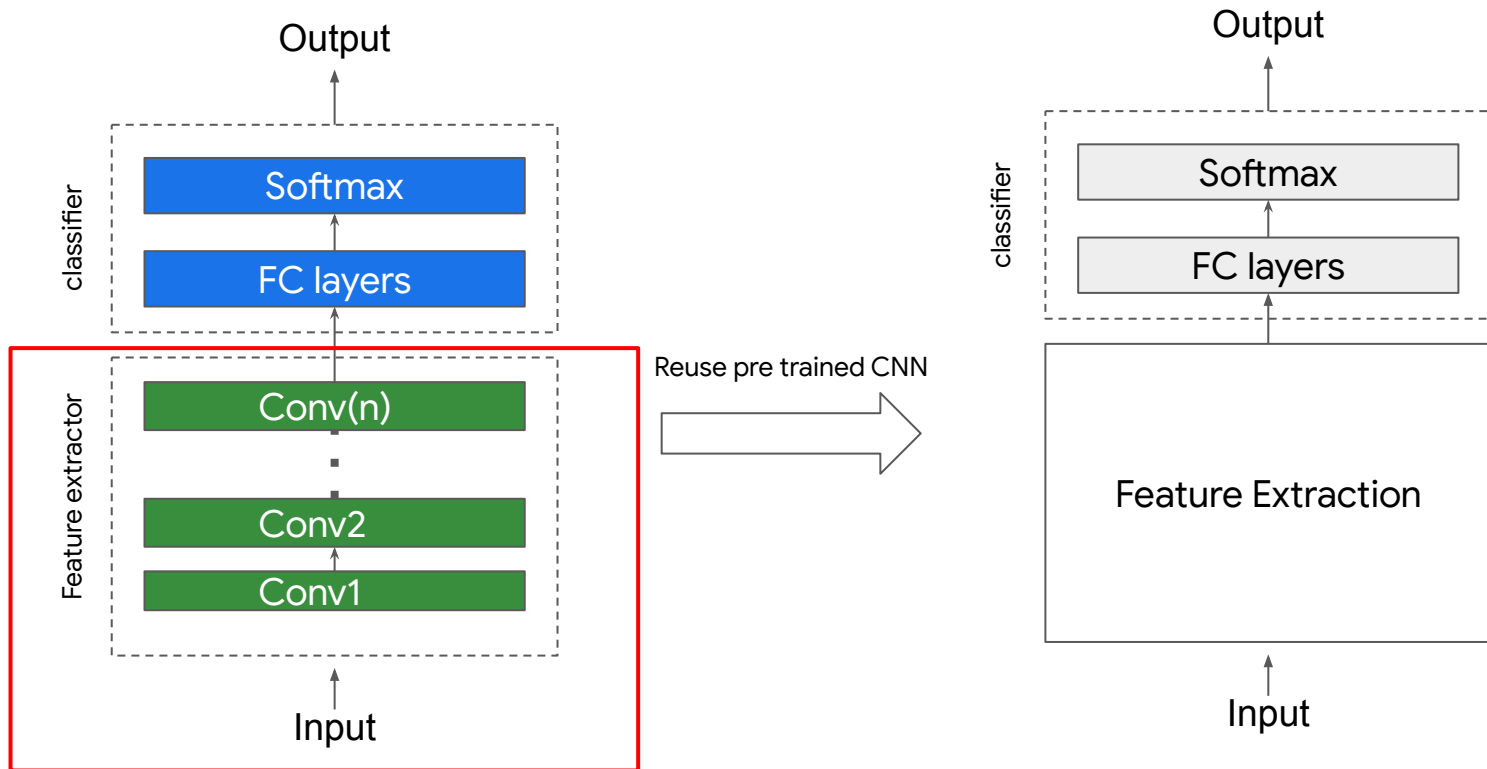 Output
classifier
Softmax
FC layers
Feature extractor
Conv(n)
Conv2
Conv1
Input
Reuse pre trained CNN
Output
classifier
Softmax
FC layers
Feature Extraction
Input